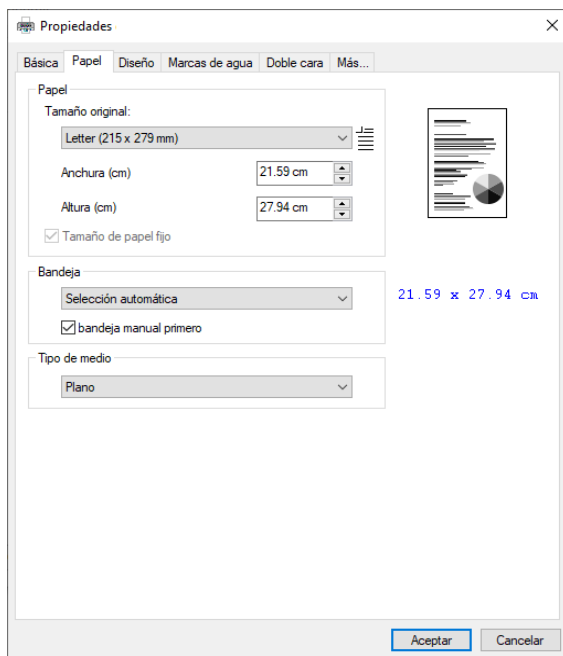 Propiedades
Básica Papel Diseño Marcas de agua Doble cara Más...
Papel
Tamaño original:
Letter (215 x 279 mm)
Anchura (cm) 21.59 cm
Altura (cm) 27.94 cm
Tamaño de papel fijo
Bandeja
Selección automática
21.59 x 27.94 cm
bandeja manual primero
Tipo de medio
Plano
Aceptar Cancelar